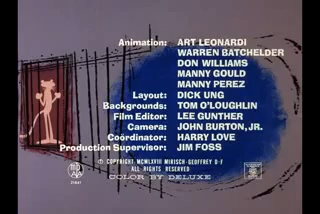 Animation: ART LEONARDI
WARREN BATCHELDER
DON WILLIAMS
MANNY GOULD
MANNY PEREZ
Layout: DICK UNG
Backgrounds: TOM O'LOUGHLIN
Film Editor: LEE GUNTHER
Camera: JOHN BURTON, JR.
Coördinator: HARRY LOVE
Production Supervisor: JIM FOSS
© COPYRIGHT MCMLXVIII MIRISCH-GEOFFREY D-F
ALL RIGHTS RESERVED
COLOR BY DELUXE